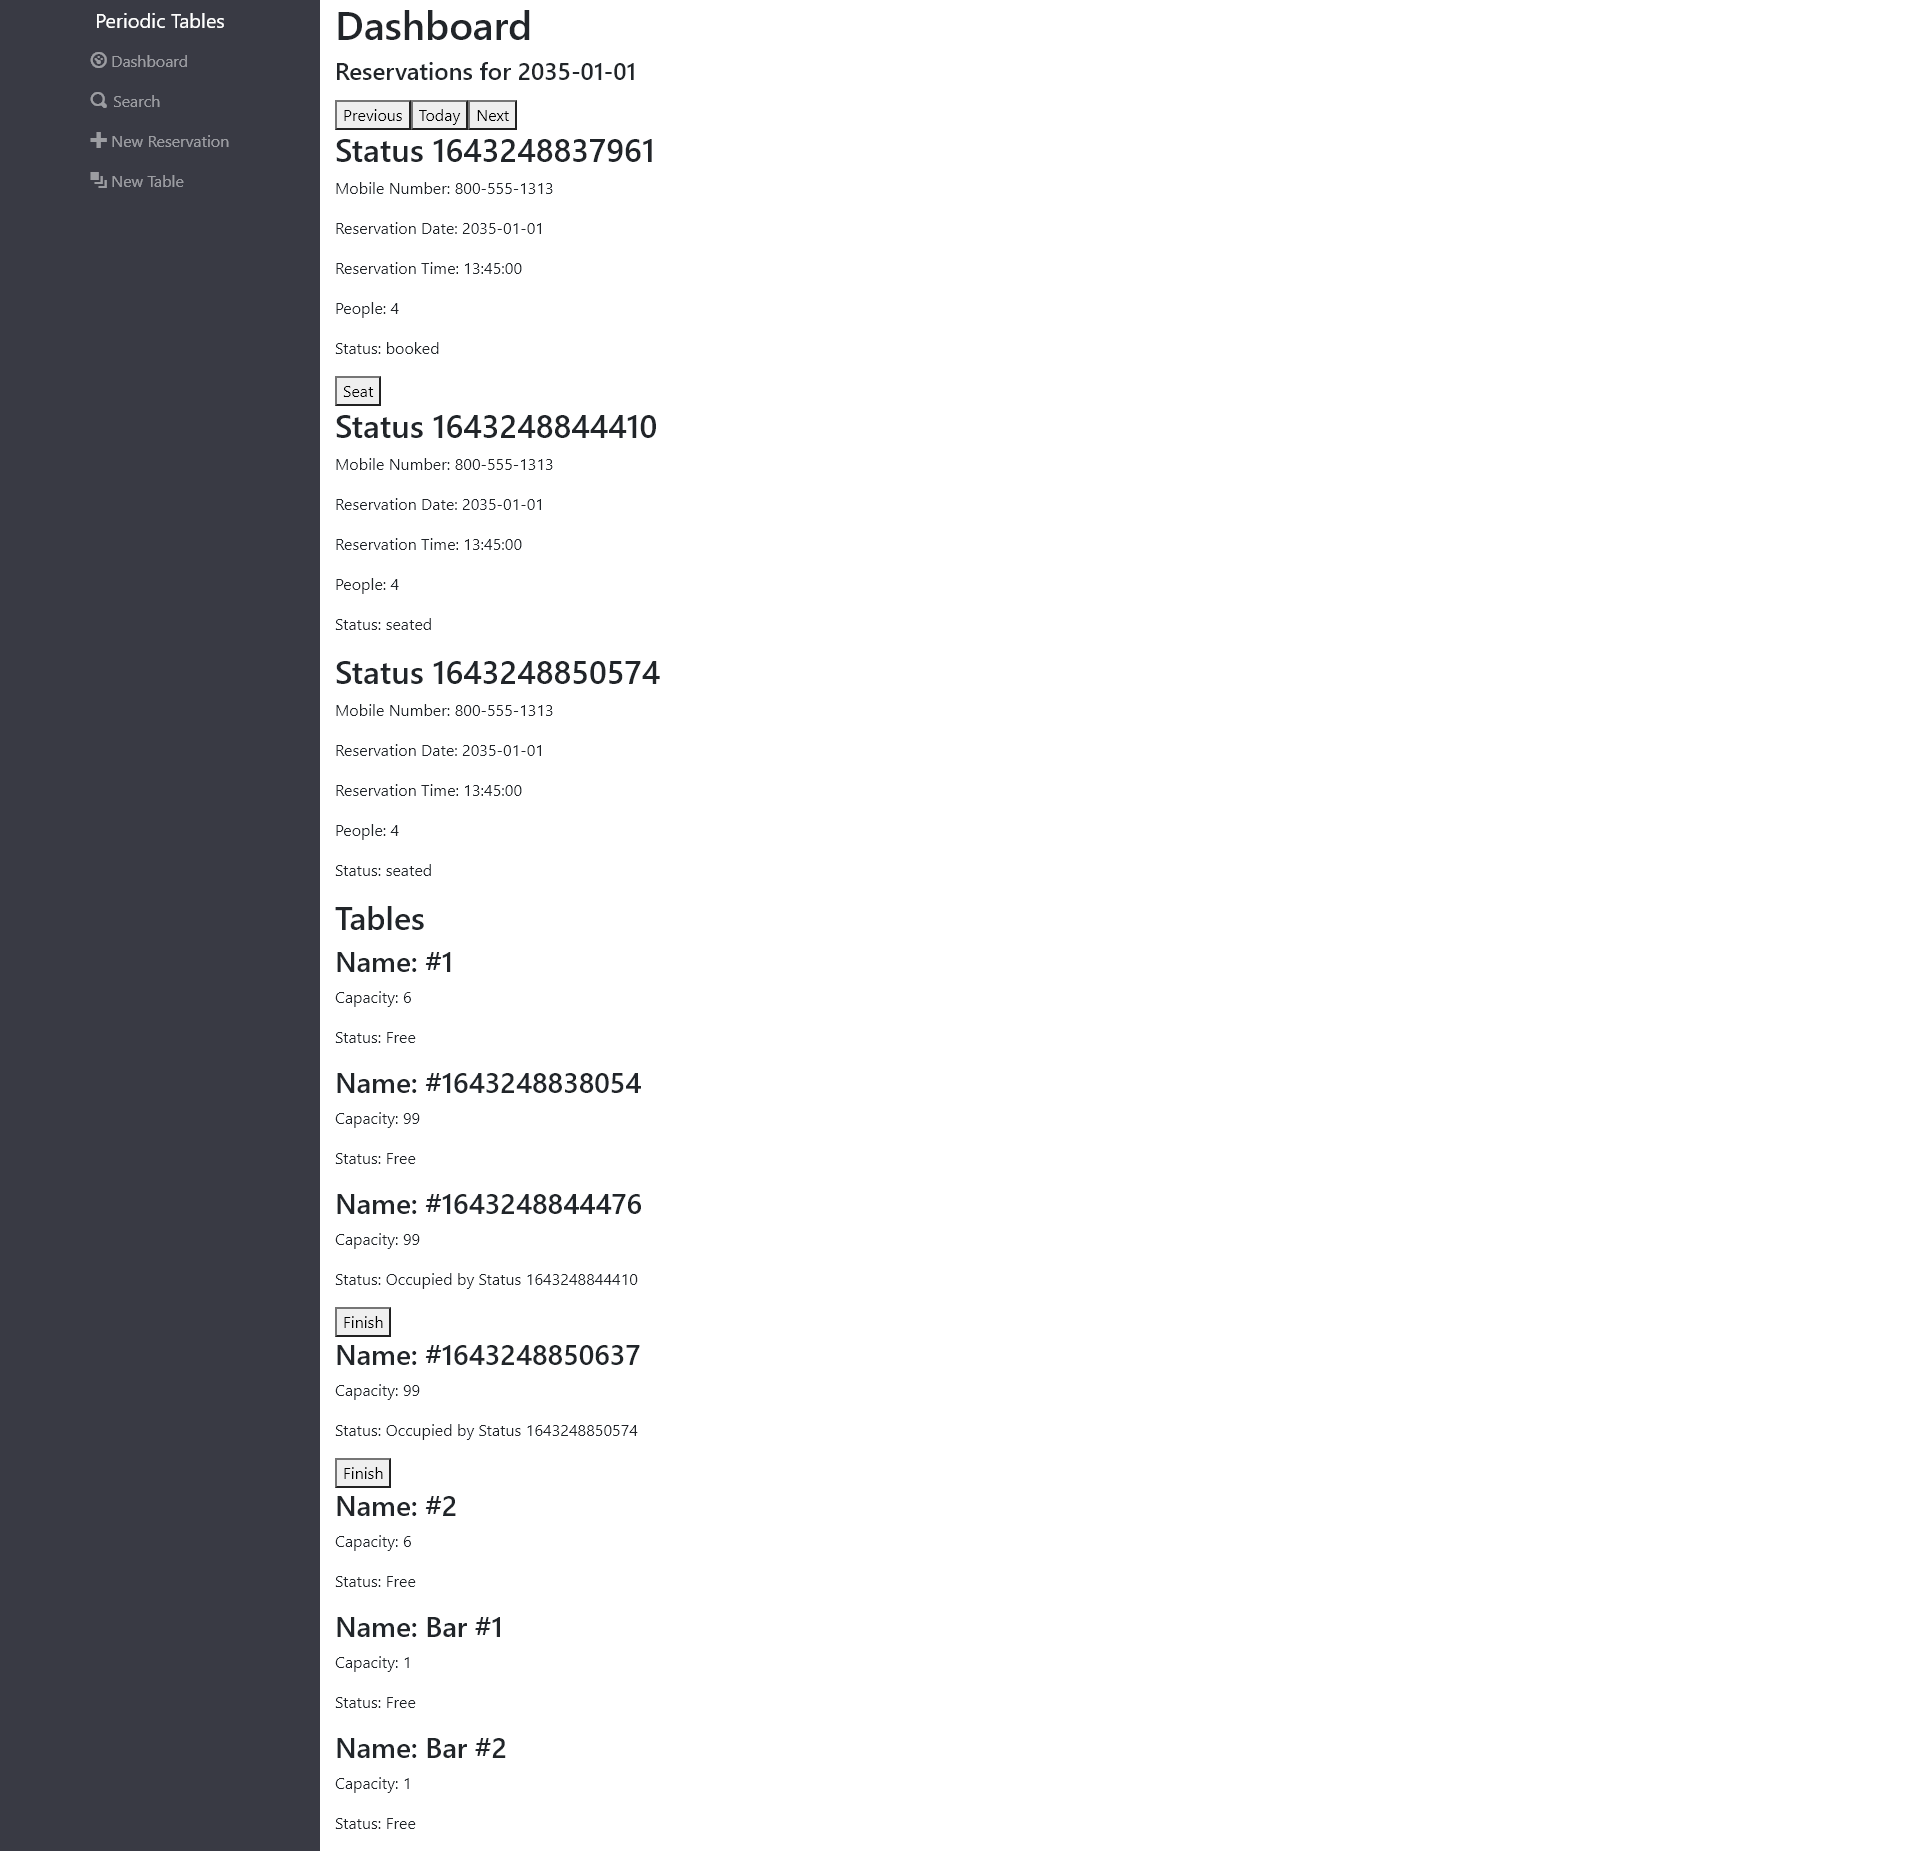 Periodic Tables
Dashboard
Search
New Reservation
New Table
Dashboard
Reservations for 2035-01-01
Previous Today Next
Status 1643248837961
Mobile Number: 800-555-1313
Reservation Date: 2035-01-01
Reservation Time: 13:45:00
People: 4
Status: booked
Seat
Status 1643248844410
Mobile Number: 800-555-1313
Reservation Date: 2035-01-01
Reservation Time: 13:45:00
People: 4
Status: seated
Status 1643248850574
Mobile Number: 800-555-1313
Reservation Date: 2035-01-01
Reservation Time: 13:45:00
People: 4
Status: seated
Tables
Name: #1
Capacity: 6
Status: Free
Name: #1643248838054
Capacity: 99
Status: Free
Name: #1643248844476
Capacity: 99
Status: Occupied by Status 1643248844410
Finish
Name: #1643248850637
Capacity: 99
Status: Occupied by Status 1643248850574
Finish
Name: #2
Capacity: 6
Status: Free
Name: Bar #1
Capacity: 1
Status: Free
Name: Bar #2
Capacity: 1
Status: Free